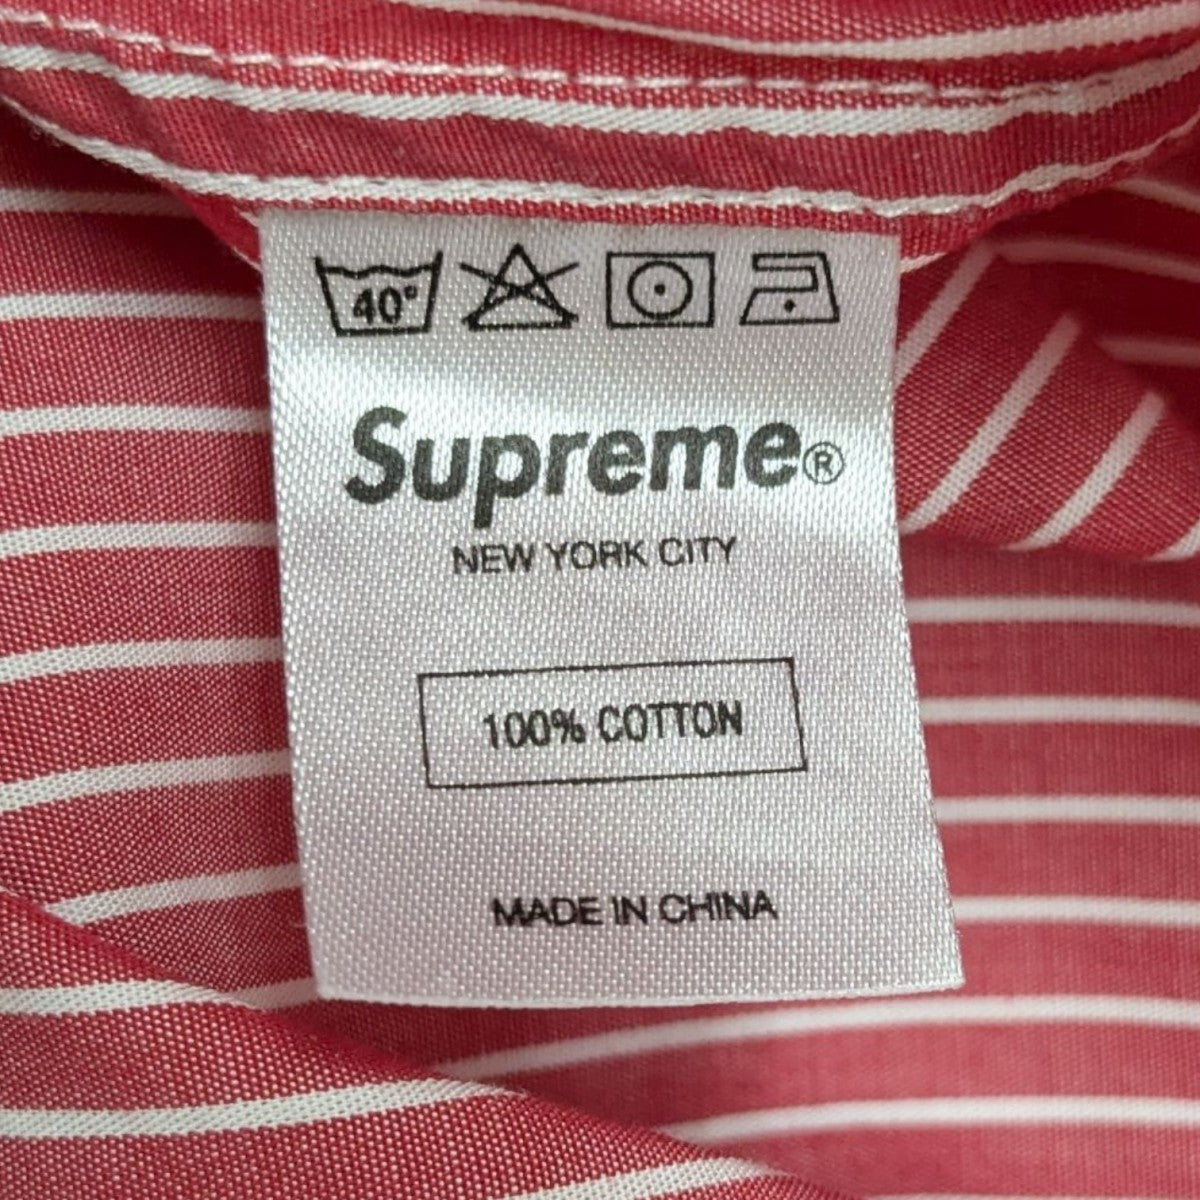 40°
Supreme®
NEW YORK CITY
100% COTTON
MADE IN CHINA